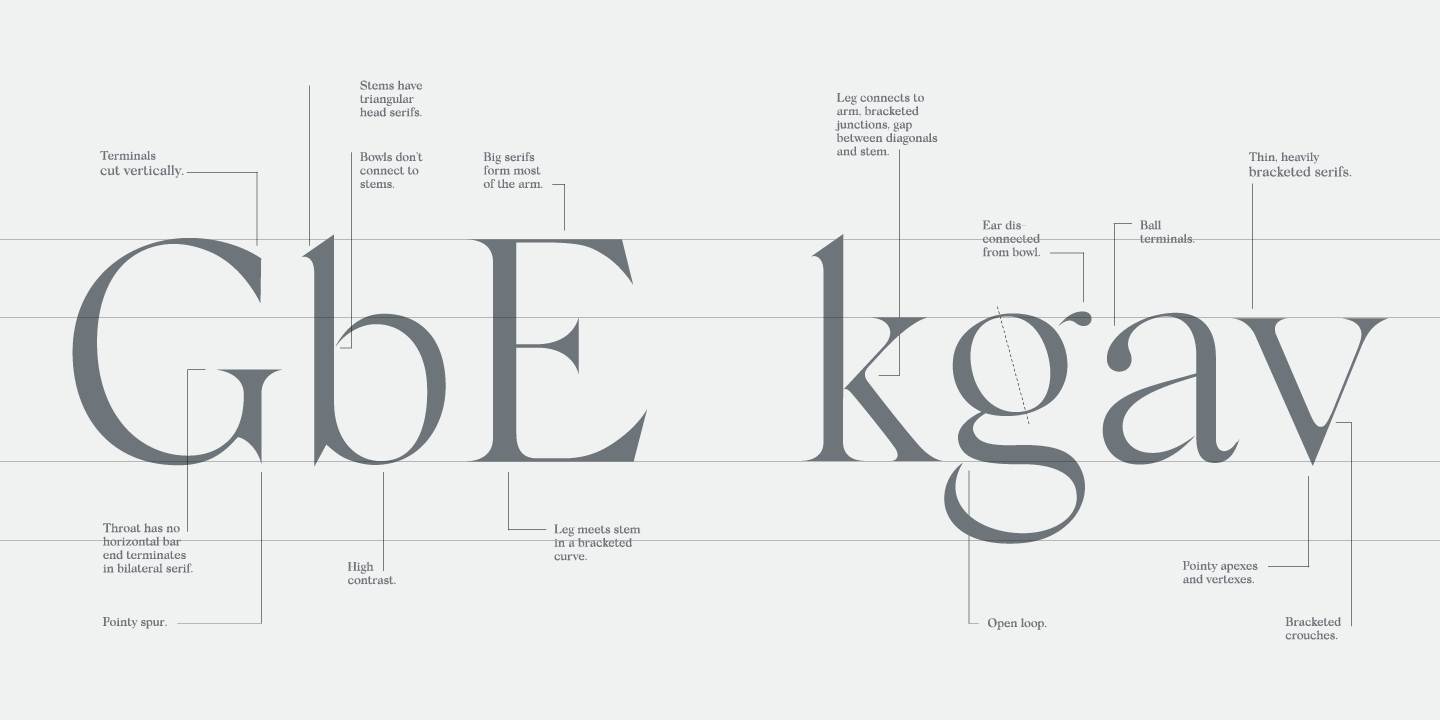 Stems have
triangular
head serifs.
Leg connects to
arm, bracketed
junctions, gap
between diagonals
and stem.
Terminals
cut vertically.
Bowls don't
connect to
stems.
Big serifs
form most
of the arm.
Thin, heavily
bracketed serifs.
Ear dis-
connected
from bowl.
Ball
terminals.
GbE kgav
Throat has no
horizontal bar
end terminates
in bilateral serif.
High
contrast.
Leg meets stem
in a bracketed
curve.
Pointy apexes
and vertexes.
Pointy spur.
Open loop.
Bracketed
crouches.